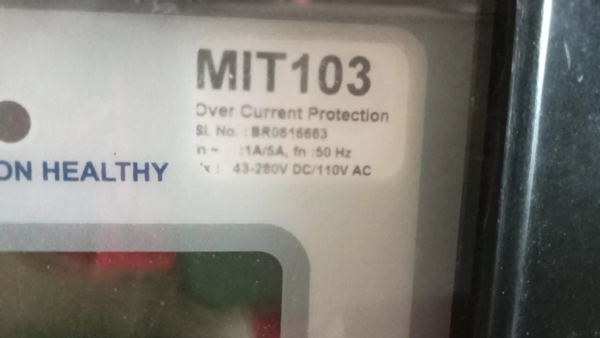 MIT103
Over Current Protection
Sl. No. : BR0616663
n ~ :1A/5A, fn :50 Hz
x : 43-280V DC/110V AC
ON HEALTHY